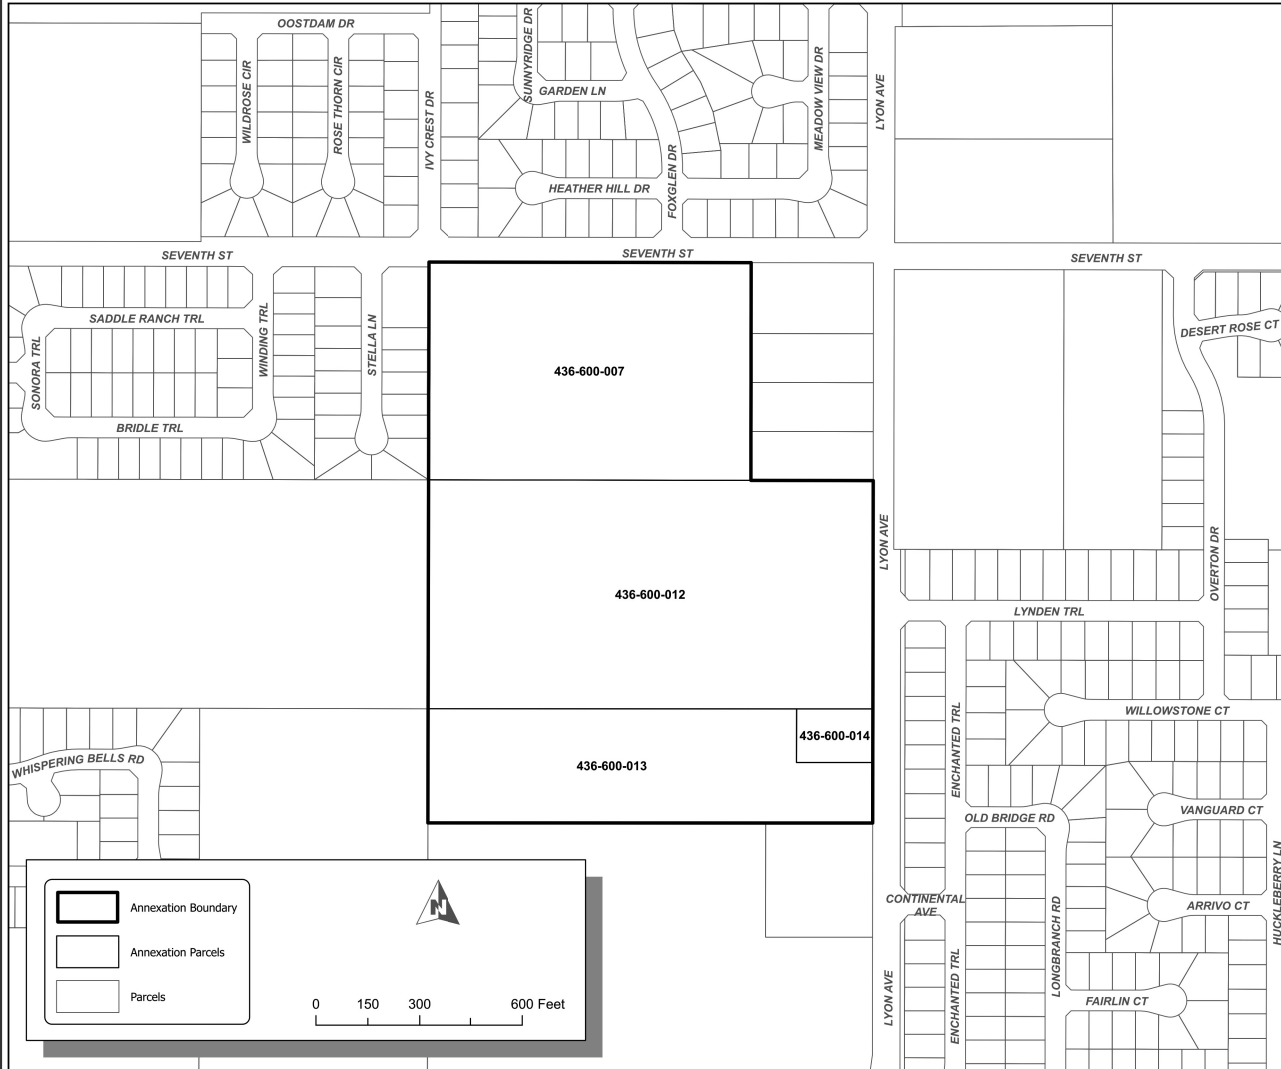 OOSTDAM DR
WILDROSE CIR
ROSE THORN CIR
IVY CREST DR
SUNNYRIDGE DR
GARDEN LN
HEATHER HILL DR
FOXGLEN DR
MEADOW VIEW DR
LYON AVE
SEVENTH ST
SEVENTH ST
SEVENTH ST
SADDLE RANCH TRL
SONORA TRL
WINDING TRL
STELLA LN
BRIDLE TRL
DESERT ROSE CT
436-600-007
LYON AVE
OVERTON DR
436-600-012
LYNDEN TRL
WILLOWSTONE CT
ENCHANTED TRL
436-600-014
436-600-013
WHISPERING BELLS RD
OLD BRIDGE RD
VANGUARD CT
HUCKLEBERRY LN
CONTINENTAL
AVE
ARRIVO CT
LONGBRANCH RD
LYON AVE
ENCHANTED TRL
FAIRLIN CT
Annexation Boundary
Annexation Parcels
Parcels
N
0 150 300 600 Feet